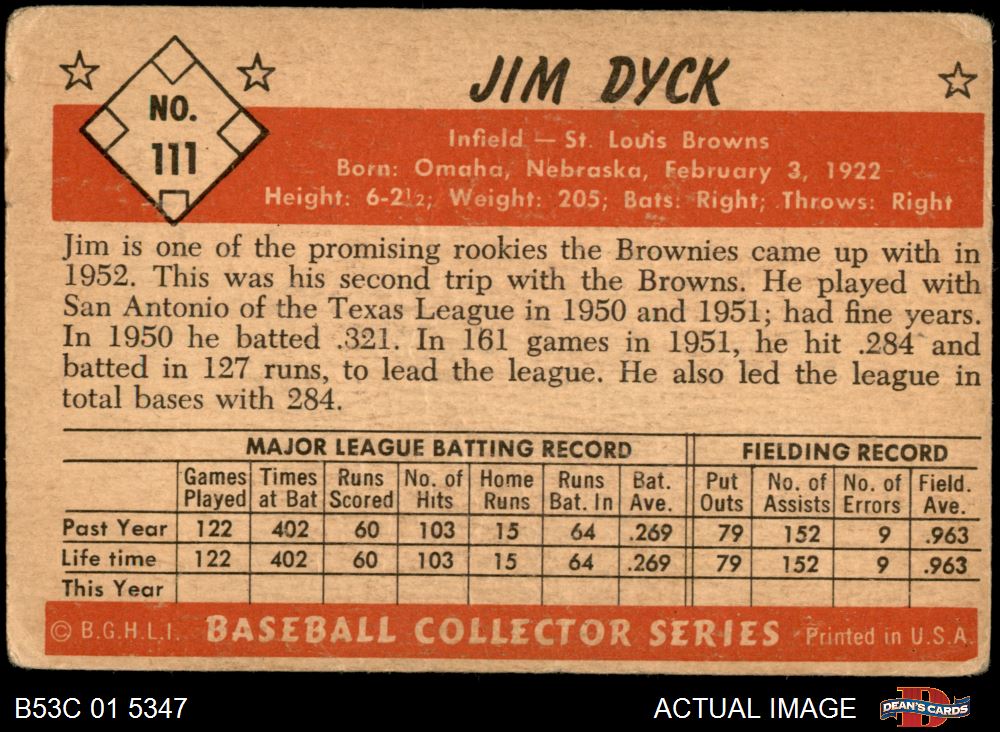 JIM DYCK
NO.
111
Infield — St. Louis Browns
Born: Omaha, Nebraska, February 3, 1922
Height: 6-2½; Weight: 205; Bats: Right; Throws: Right
Jim is one of the promising rookies the Brownies came up with in
1952. This was his second trip with the Browns. He played with
San Antonio of the Texas League in 1950 and 1951; had fine years.
In 1950 he batted .321. In 161 games in 1951, he hit .284 and
batted in 127 runs, to lead the league. He also led the league in
total bases with 284.
MAJOR LEAGUE BATTING RECORD FIELDING RECORD
Games Times Runs No. of Home Runs Bat. Put No. of No. of Field.
Played at Bat Scored Hits Runs Bat. In Ave. Outs Assists Errors Ave.
Past Year 122 402 60 103 15 64 .269 79 152 9 .963
Life time 122 402 60 103 15 64 .269 79 152 9 .963
This Year
© B.G.H.L.I. BASEBALL COLLECTOR SERIES Printed in U.S.A.
B53C 01 5347 ACTUAL IMAGE D DEAN'S CARDS